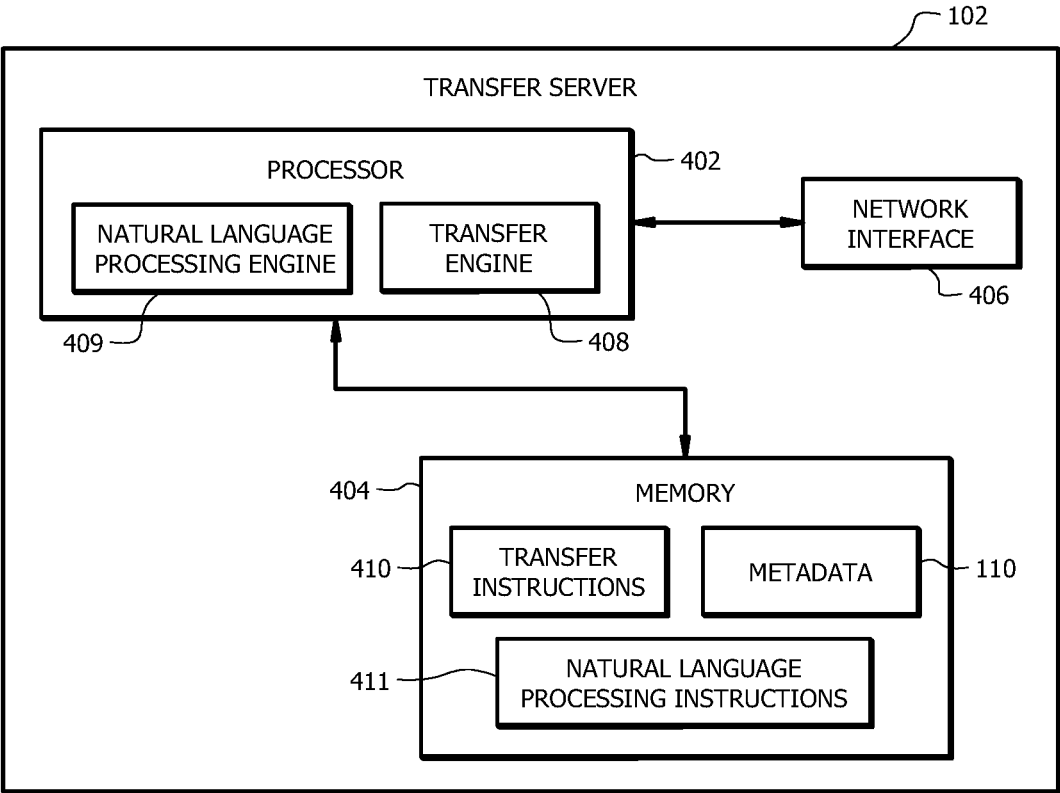 102
TRANSFER SERVER
PROCESSOR
402
NATURAL LANGUAGE
PROCESSING ENGINE
TRANSFER
ENGINE
NETWORK
INTERFACE
409
408
406
404
MEMORY
410
TRANSFER
INSTRUCTIONS
METADATA
110
411
NATURAL LANGUAGE
PROCESSING INSTRUCTIONS